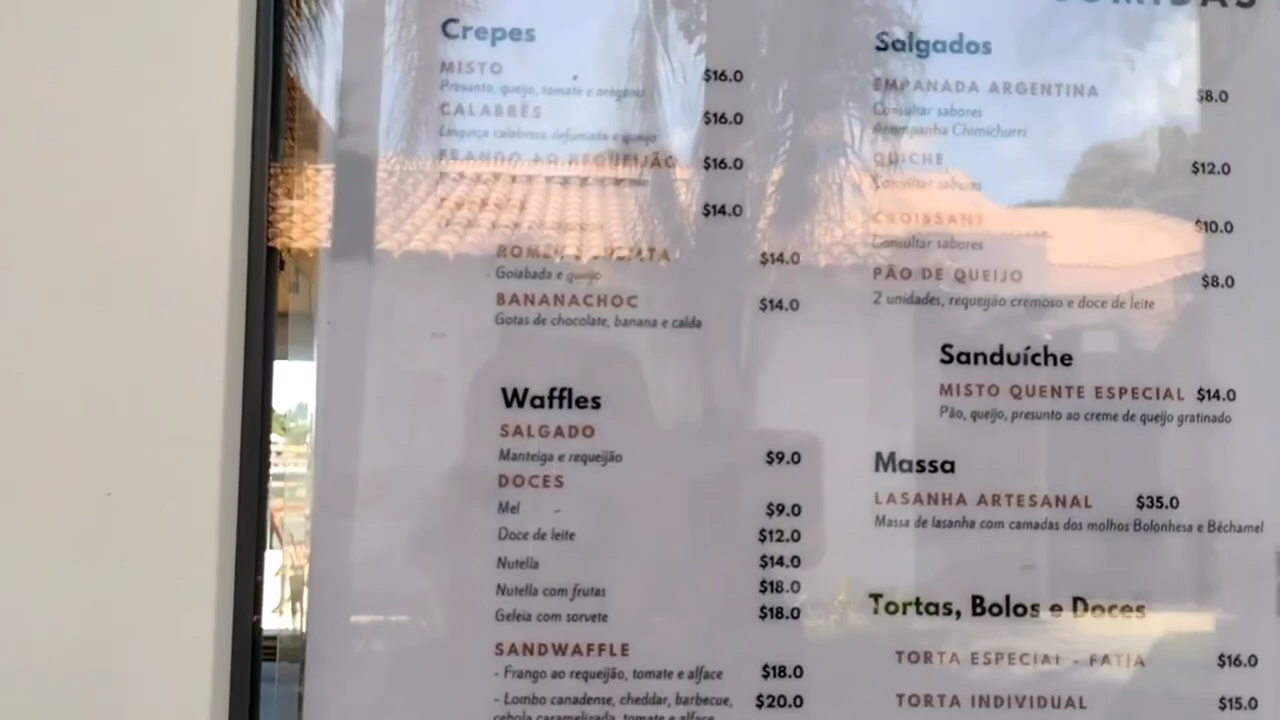 COMIDAS
Crepes
MISTO $16.0
Presunto, queijo, tomate e orégano
CALABRÊS $16.0
Linguiça calabresa defumada e queijo
FRANGO AO REQUEIJÃO $16.0
$14.0
ROMEU E JULIETA $14.0
Goiabada e queijo
BANANACHOC $14.0
Gotas de chocolate, banana e calda
Waffles
SALGADO
Manteiga e requeijão $9.0
DOCES
Mel $9.0
Doce de leite $12.0
Nutella $14.0
Nutella com frutas $18.0
Geleia com sorvete $18.0
SANDWAFFLE
- Frango ao requeijão, tomate e alface $18.0
- Lombo canadense, cheddar, barbecue, $20.0
cebola caramelizada, tomate e alface
Salgados
EMPANADA ARGENTINA $8.0
Consultar sabores
Acompanha Chimichurri
QUICHE $12.0
Consultar sabores
CROISSANT $10.0
Consultar sabores
PÃO DE QUEIJO $8.0
2 unidades, requeijão cremoso e doce de leite
Sanduíche
MISTO QUENTE ESPECIAL $14.0
Pão, queijo, presunto ao creme de queijo gratinado
Massa
LASANHA ARTESANAL $35.0
Massa de lasanha com camadas dos molhos Bolonhesa e Béchamel
Tortas, Bolos e Doces
TORTA ESPECIAL - FATIA $16.0
TORTA INDIVIDUAL $15.0